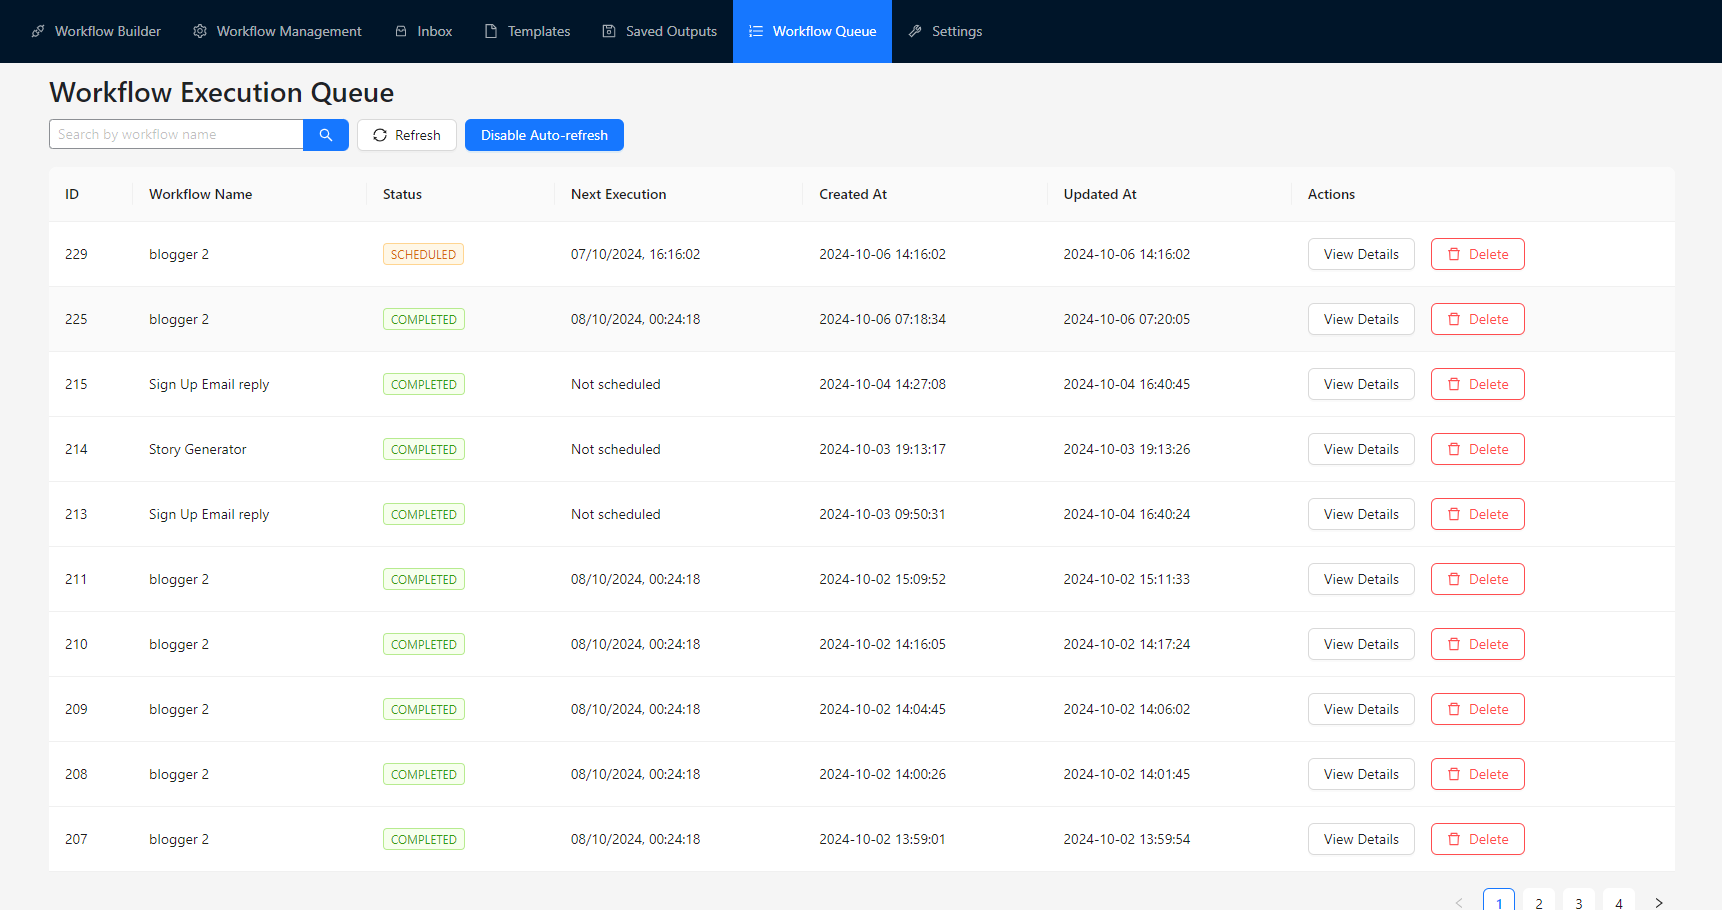 Workflow Builder Workflow Management Inbox Templates Saved Outputs Workflow Queue Settings
Workflow Execution Queue
Search by workflow name Refresh Disable Auto-refresh
ID Workflow Name Status Next Execution Created At Updated At Actions
229 blogger 2 SCHEDULED 07/10/2024, 16:16:02 2024-10-06 14:16:02 2024-10-06 14:16:02 View Details Delete
225 blogger 2 COMPLETED 08/10/2024, 00:24:18 2024-10-06 07:18:34 2024-10-06 07:20:05 View Details Delete
215 Sign Up Email reply COMPLETED Not scheduled 2024-10-04 14:27:08 2024-10-04 16:40:45 View Details Delete
214 Story Generator COMPLETED Not scheduled 2024-10-03 19:13:17 2024-10-03 19:13:26 View Details Delete
213 Sign Up Email reply COMPLETED Not scheduled 2024-10-03 09:50:31 2024-10-04 16:40:24 View Details Delete
211 blogger 2 COMPLETED 08/10/2024, 00:24:18 2024-10-02 15:09:52 2024-10-02 15:11:33 View Details Delete
210 blogger 2 COMPLETED 08/10/2024, 00:24:18 2024-10-02 14:16:05 2024-10-02 14:17:24 View Details Delete
209 blogger 2 COMPLETED 08/10/2024, 00:24:18 2024-10-02 14:04:45 2024-10-02 14:06:02 View Details Delete
208 blogger 2 COMPLETED 08/10/2024, 00:24:18 2024-10-02 14:00:26 2024-10-02 14:01:45 View Details Delete
207 blogger 2 COMPLETED 08/10/2024, 00:24:18 2024-10-02 13:59:01 2024-10-02 13:59:54 View Details Delete
1 2 3 4